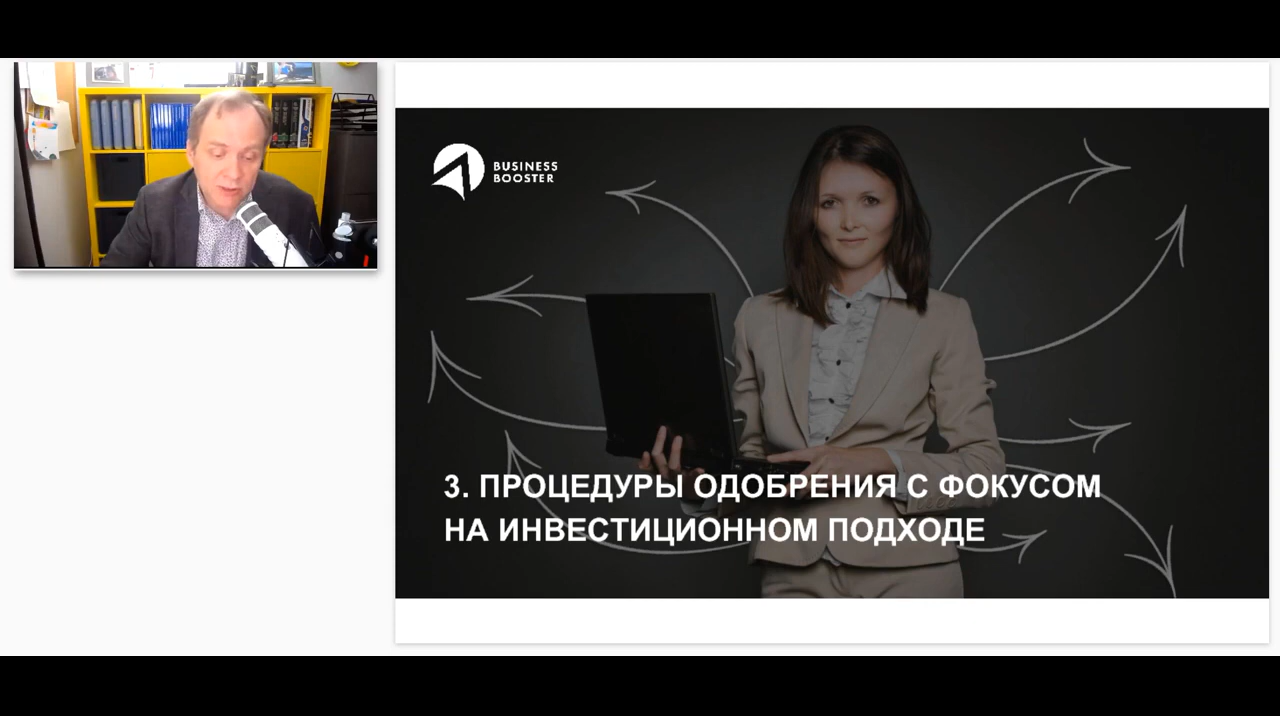 BUSINESS
BOOSTER
3. ПРОЦЕДУРЫ ОДОБРЕНИЯ С ФОКУСОМ
НА ИНВЕСТИЦИОННОМ ПОДХОДЕ